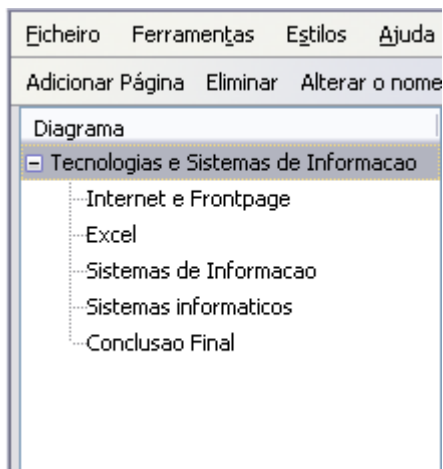 Ficheiro Ferramentas Estilos Ajuda
Adicionar Página Eliminar Alterar o nome
Diagrama
Tecnologias e Sistemas de Informacao
Internet e Frontpage
Excel
Sistemas de Informacao
Sistemas informaticos
Conclusao Final